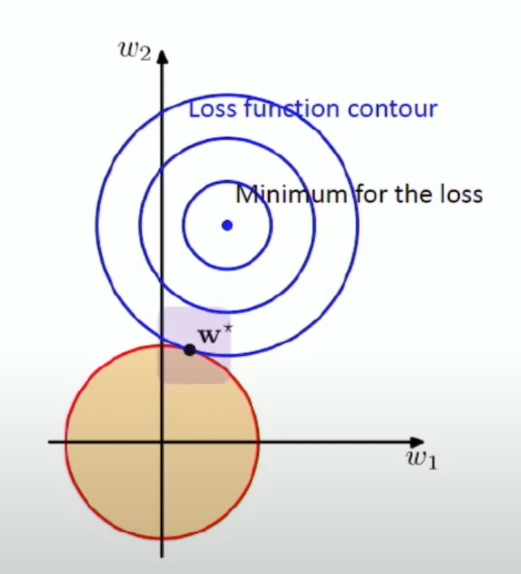 w₂
Loss function contour
Minimum for the loss
w*
w₁